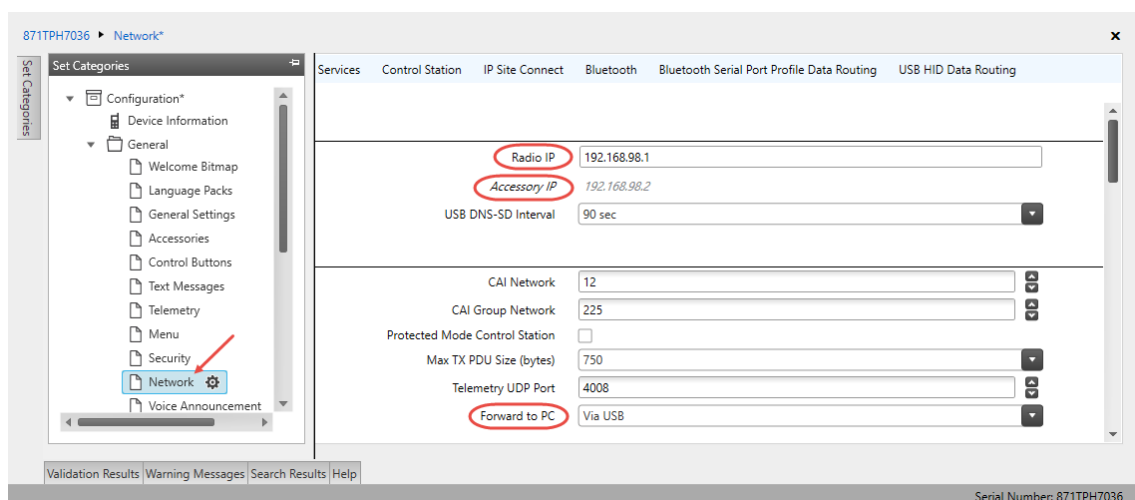 871TPH7036 ▸ Network*
x
Set Categories
Set Categories
Configuration*
Device Information
General
Welcome Bitmap
Language Packs
General Settings
Accessories
Control Buttons
Text Messages
Telemetry
Menu
Security
Network
Voice Announcement
Services Control Station IP Site Connect Bluetooth Bluetooth Serial Port Profile Data Routing USB HID Data Routing
Radio IP 192.168.98.1
Accessory IP 192.168.98.2
USB DNS-SD Interval 90 sec
CAI Network 12
CAI Group Network 225
Protected Mode Control Station
Max TX PDU Size (bytes) 750
Telemetry UDP Port 4008
Forward to PC Via USB
Validation Results Warning Messages Search Results Help
Serial Number: 871TPH7036